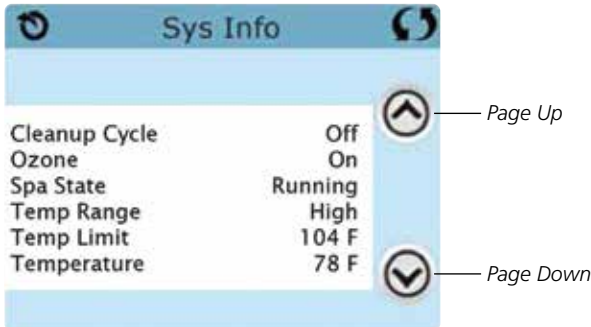 Sys Info
Page Up
Cleanup Cycle Off
Ozone On
Spa State Running
Temp Range High
Temp Limit 104 F
Temperature 78 F
Page Down